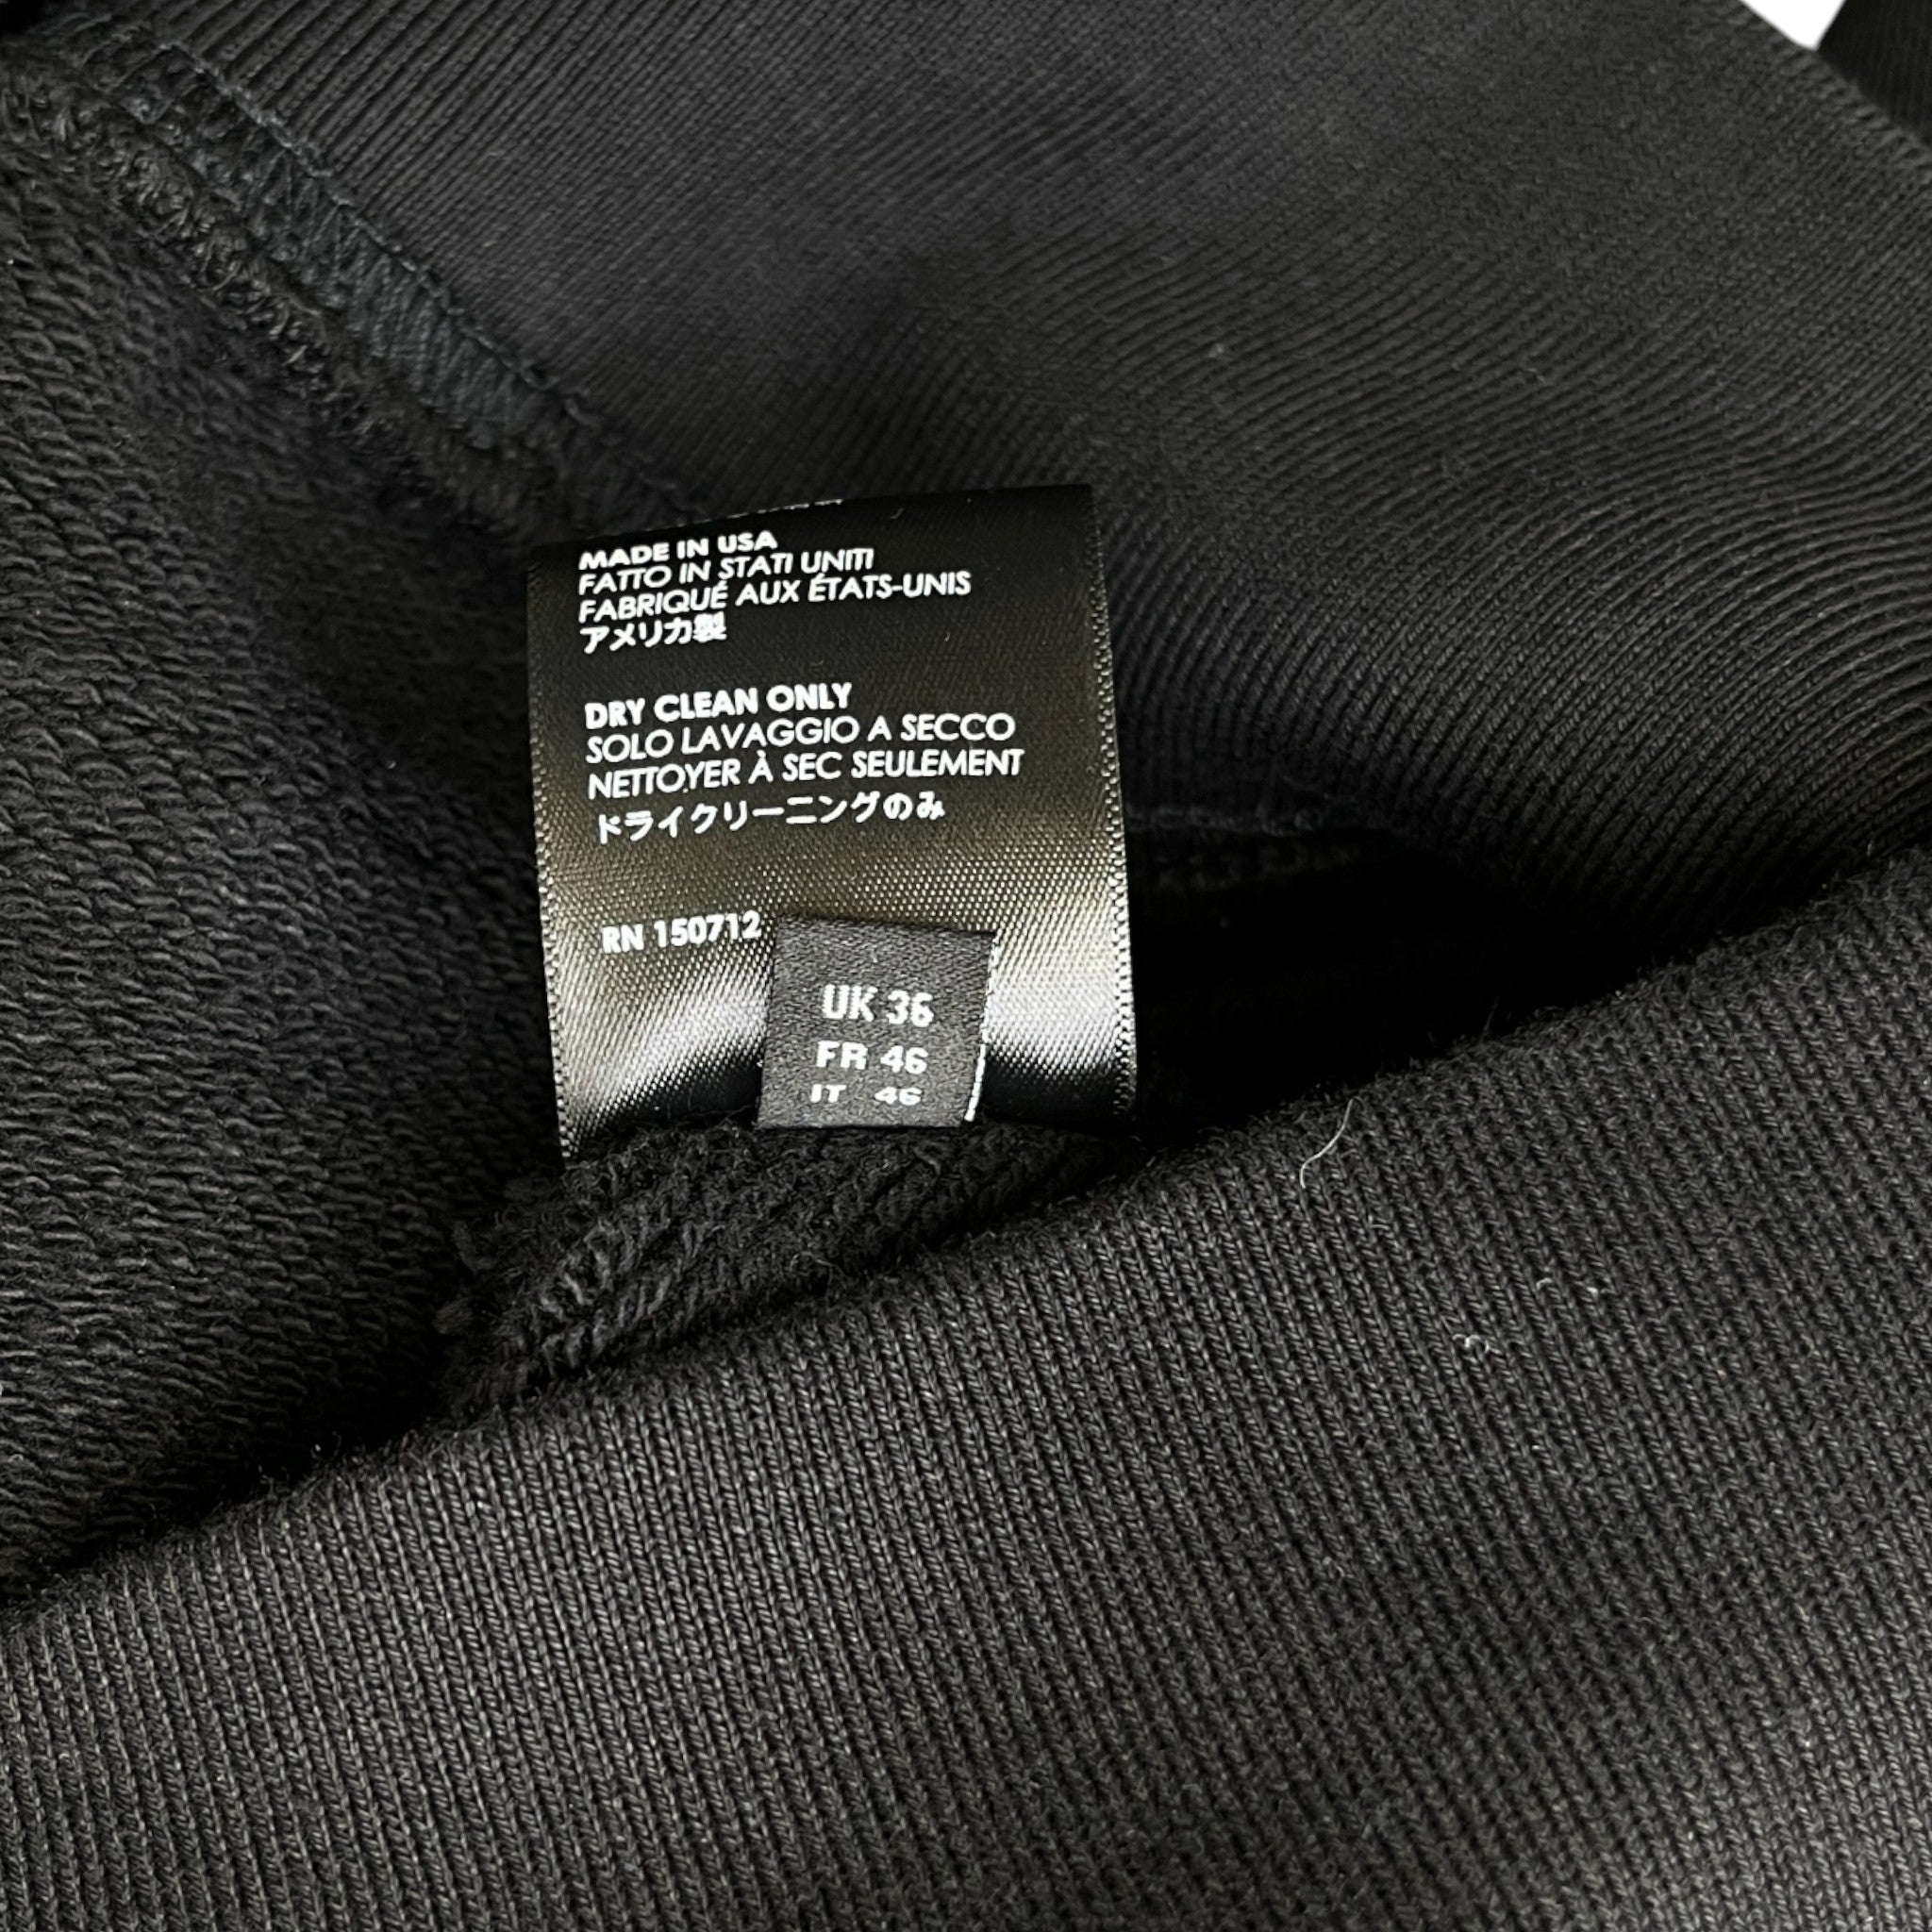 MADE IN USA
FATTO IN STATI UNITI
FABRIQUÉ AUX ÉTATS-UNIS
アメリカ製
DRY CLEAN ONLY
SOLO LAVAGGIO A SECCO
NETTOYER À SEC SEULEMENT
ドライクリーニングのみ
RN 150712
UK 36
FR 46
IT 46